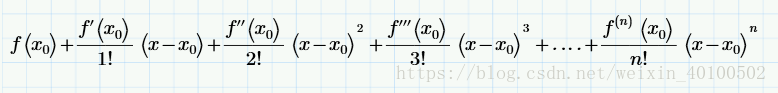 f(x₀)+f′(x₀)/1! (x−x₀)+f″(x₀)/2! (x−x₀)²+f‴(x₀)/3! (x−x₀)³+....+f⁽ⁿ⁾(x₀)/n! (x−x₀)ⁿ
https://blog.csdn.net/weixin_40100502